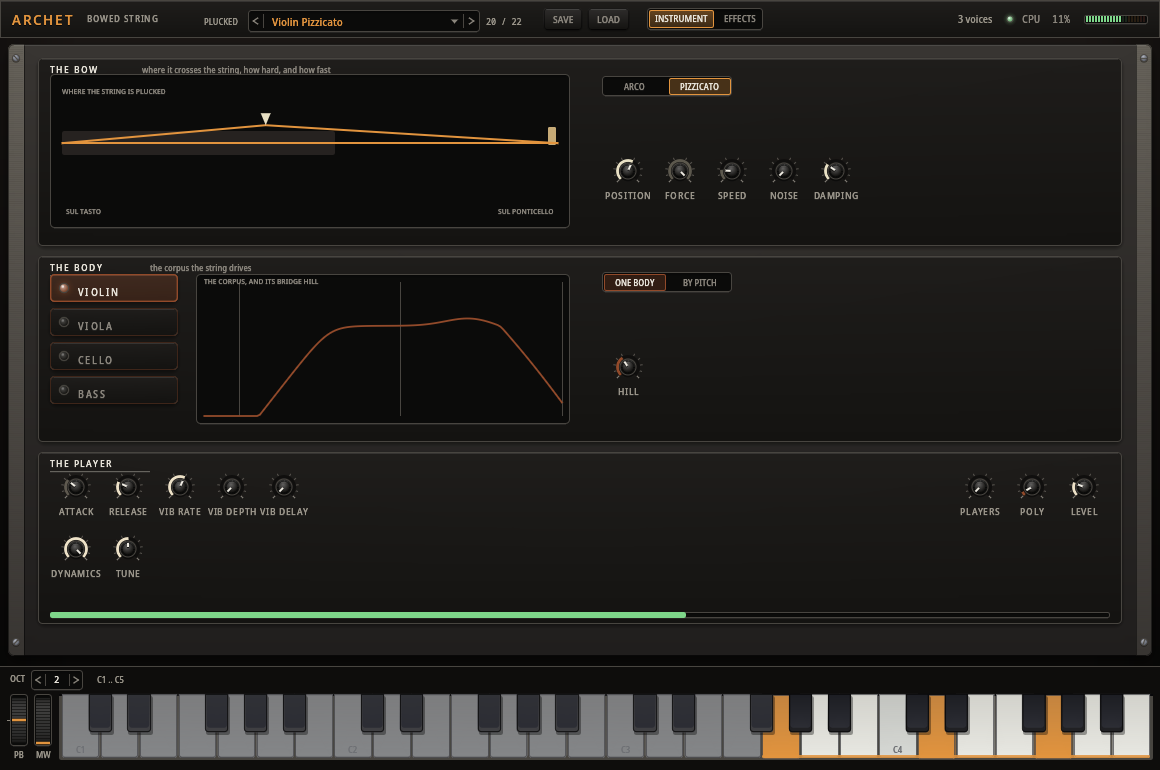 ARCHET BOWED STRING PLUCKED < Violin Pizzicato > 20 / 22 SAVE LOAD INSTRUMENT EFFECTS 3 voices CPU 11%
THE BOW where it crosses the string, how hard, and how fast
WHERE THE STRING IS PLUCKED
ARCO PIZZICATO
POSITION FORCE SPEED NOISE DAMPING
SUL TASTO SUL PONTICELLO
THE BODY the corpus the string drives
VIOLIN
VIOLA
CELLO
BASS
THE CORPUS, AND ITS BRIDGE HILL
ONE BODY BY PITCH
HILL
THE PLAYER
ATTACK RELEASE VIB RATE VIB DEPTH VIB DELAY PLAYERS POLY LEVEL
DYNAMICS TUNE
OCT < 2 > C1 .. C5
C1 C2 C3 C4
PB MW